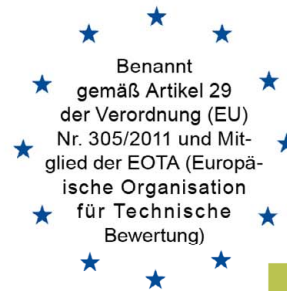 Benannt
gemäß Artikel 29
der Verordnung (EU)
Nr. 305/2011 und Mit-
glied der EOTA (Europä-
ische Organisation
für Technische
Bewertung)